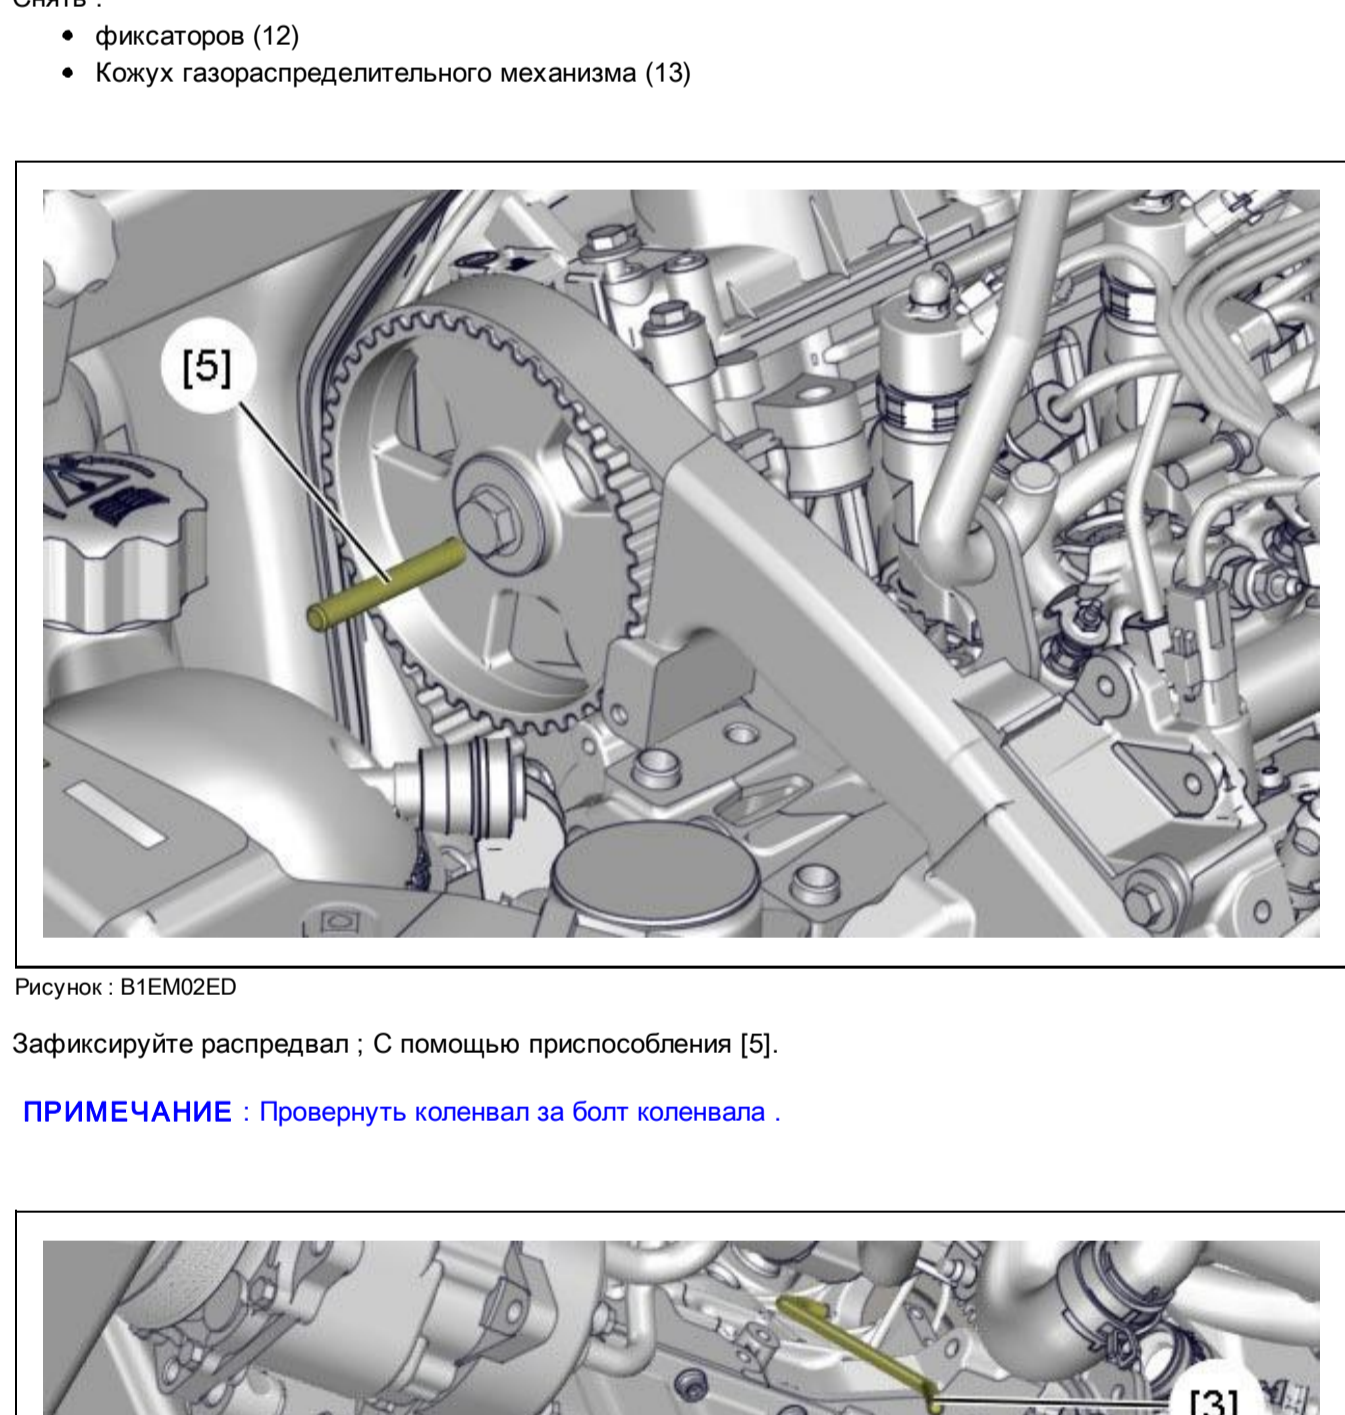 Снять :
фиксаторов (12)
Кожух газораспределительного механизма (13)
[5]
Рисунок : B1EM02ED
Зафиксируйте распредвал ; С помощью приспособления [5].
ПРИМЕЧАНИЕ : Провернуть коленвал за болт коленвала .
[3]